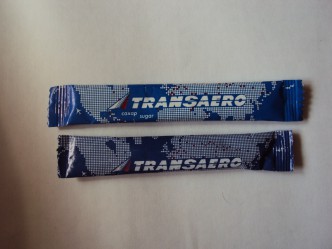 TRANSAERO
сахар
sugar
TRANSAERO